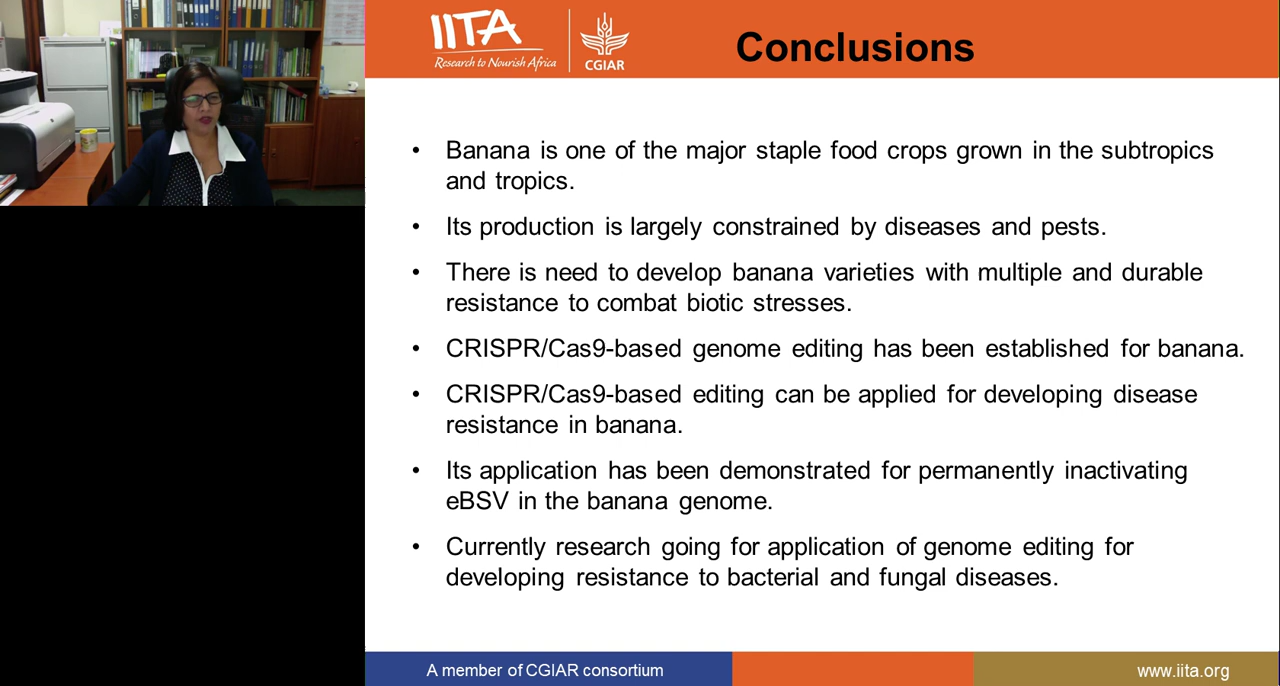 IITA
Research to Nourish Africa
CGIAR
Conclusions
• Banana is one of the major staple food crops grown in the subtropics
and tropics.
• Its production is largely constrained by diseases and pests.
• There is need to develop banana varieties with multiple and durable
resistance to combat biotic stresses.
• CRISPR/Cas9-based genome editing has been established for banana.
• CRISPR/Cas9-based editing can be applied for developing disease
resistance in banana.
• Its application has been demonstrated for permanently inactivating
eBSV in the banana genome.
• Currently research going for application of genome editing for
developing resistance to bacterial and fungal diseases.
A member of CGIAR consortium
www.iita.org